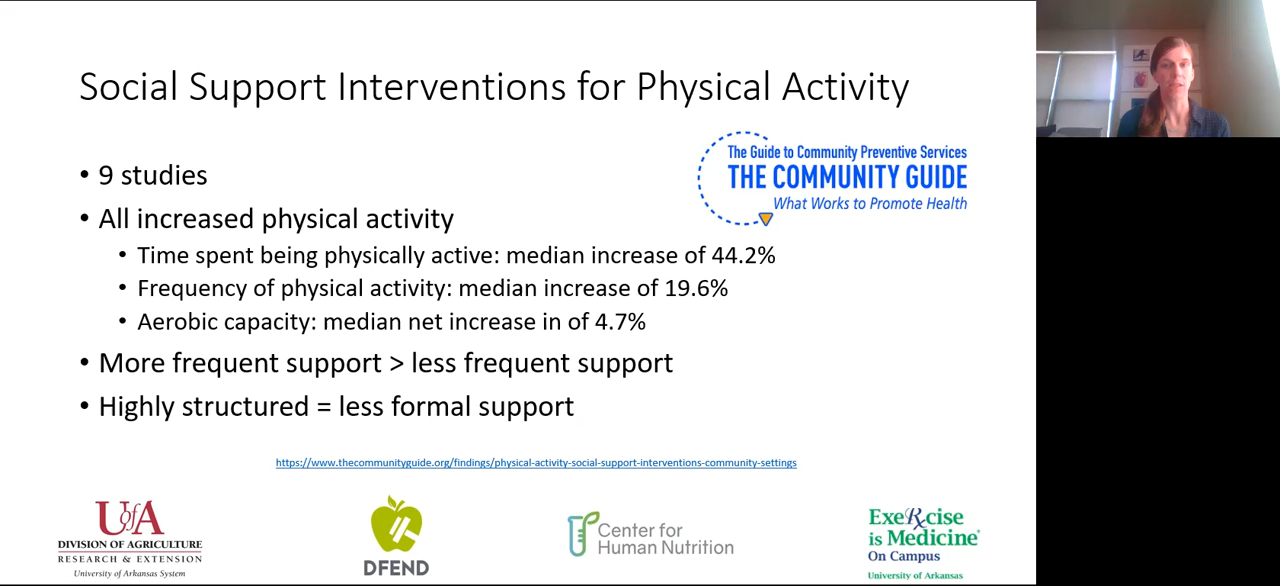 Social Support Interventions for Physical Activity
• 9 studies
• All increased physical activity
• Time spent being physically active: median increase of 44.2%
• Frequency of physical activity: median increase of 19.6%
• Aerobic capacity: median net increase in of 4.7%
• More frequent support > less frequent support
• Highly structured = less formal support
The Guide to Community Preventive Services
THE COMMUNITY GUIDE
What Works to Promote Health
https://www.thecommunityguide.org/findings/physical-activity-social-support-interventions-community-settings
UofA
DIVISION OF AGRICULTURE
RESEARCH & EXTENSION
University of Arkansas System
DFEND
Center for
Human Nutrition
ExeRxcise
is Medicine®
On Campus
University of Arkansas